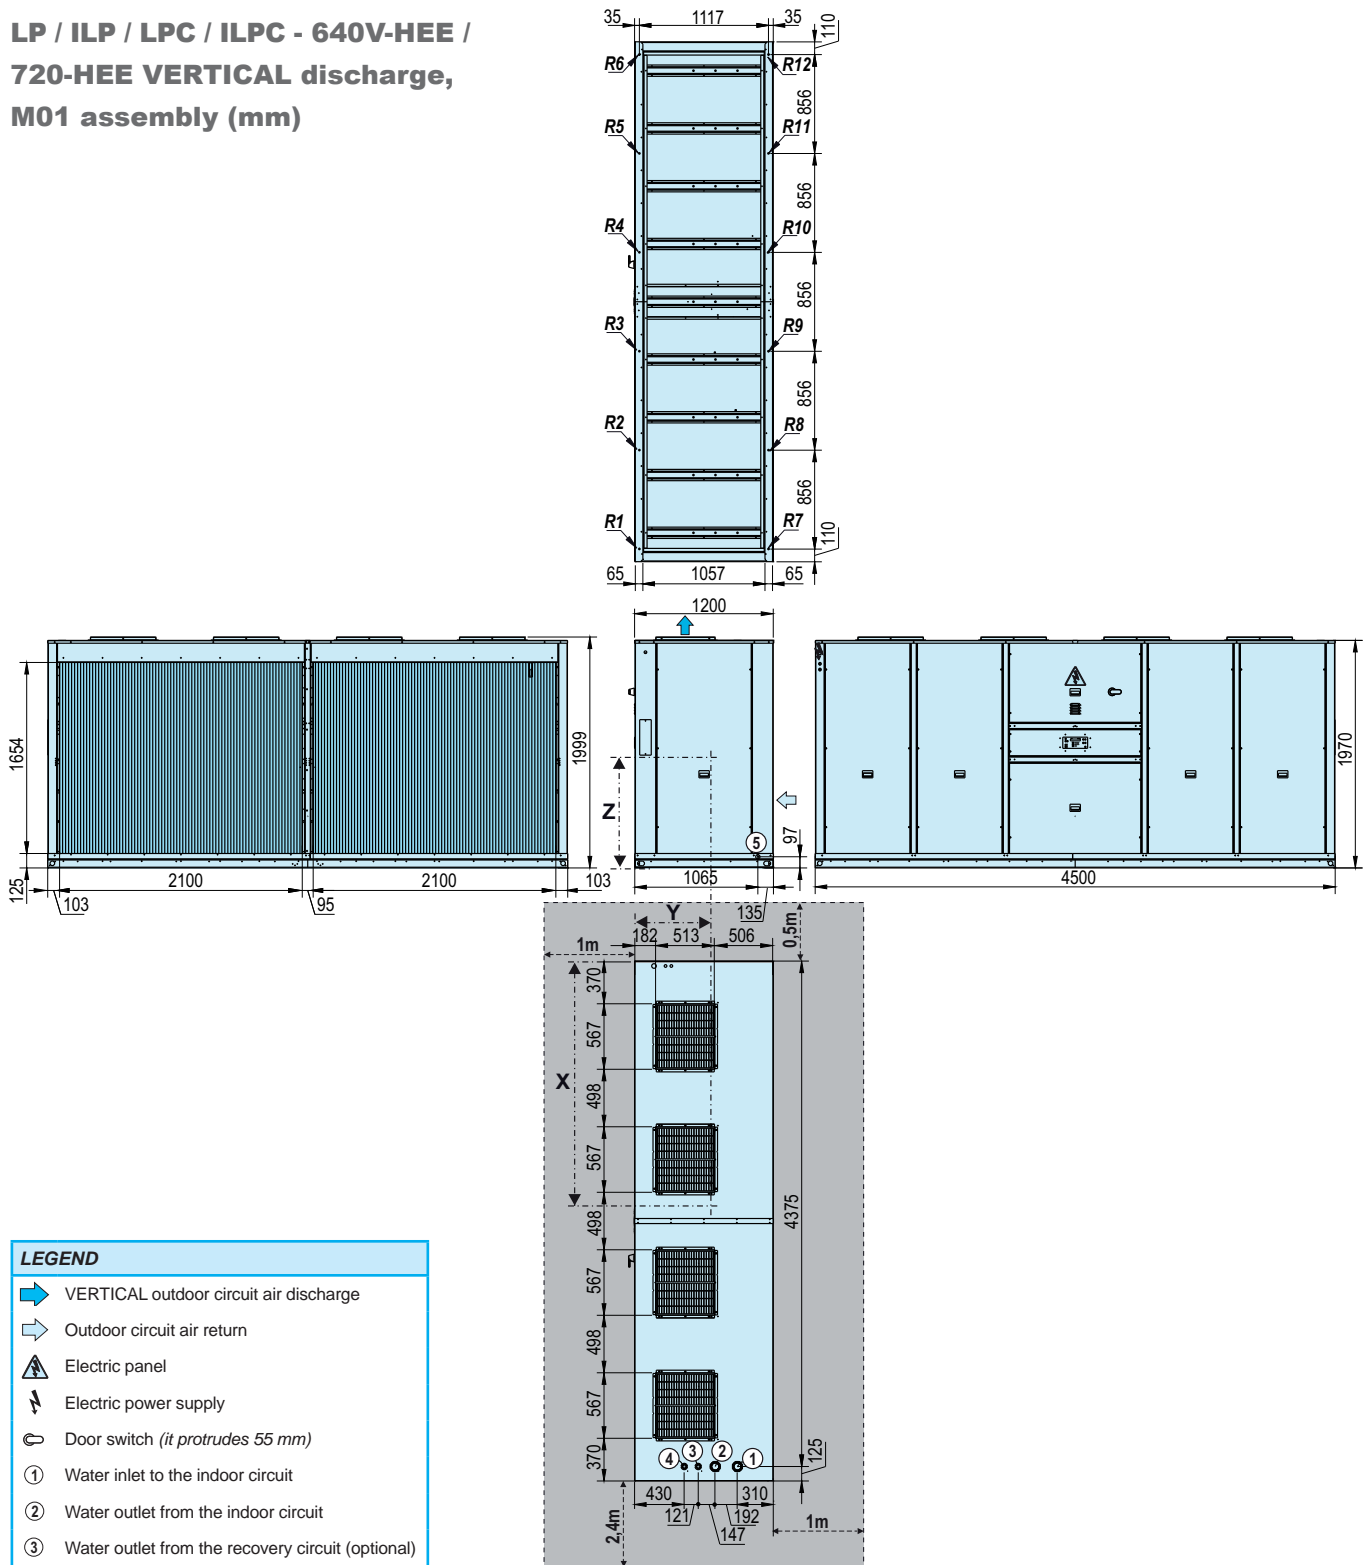 LP / ILP / LPC / ILPC - 640V-HEE /
720-HEE VERTICAL discharge,
M01 assembly (mm)
35 1117 35 110
R6 R12
856
R5 R11
856
R4 R10
856
R3 R9
856
R2 R8
856
R1 R7
110
65 1057 65
1200
1654 1999 Z 5 97 1970
125 2100 2100 103
103 95
1065
135
4500
Y
182 513 506
1m 0,5m
370
567
X
498
567
498
4375
567
498
567
370
4 3 2 1
125
430 310
121 192
147
2,4m 1m
LEGEND
VERTICAL outdoor circuit air discharge
Outdoor circuit air return
Electric panel
Electric power supply
Door switch (it protrudes 55 mm)
1 Water inlet to the indoor circuit
2 Water outlet from the indoor circuit
3 Water outlet from the recovery circuit (optional)